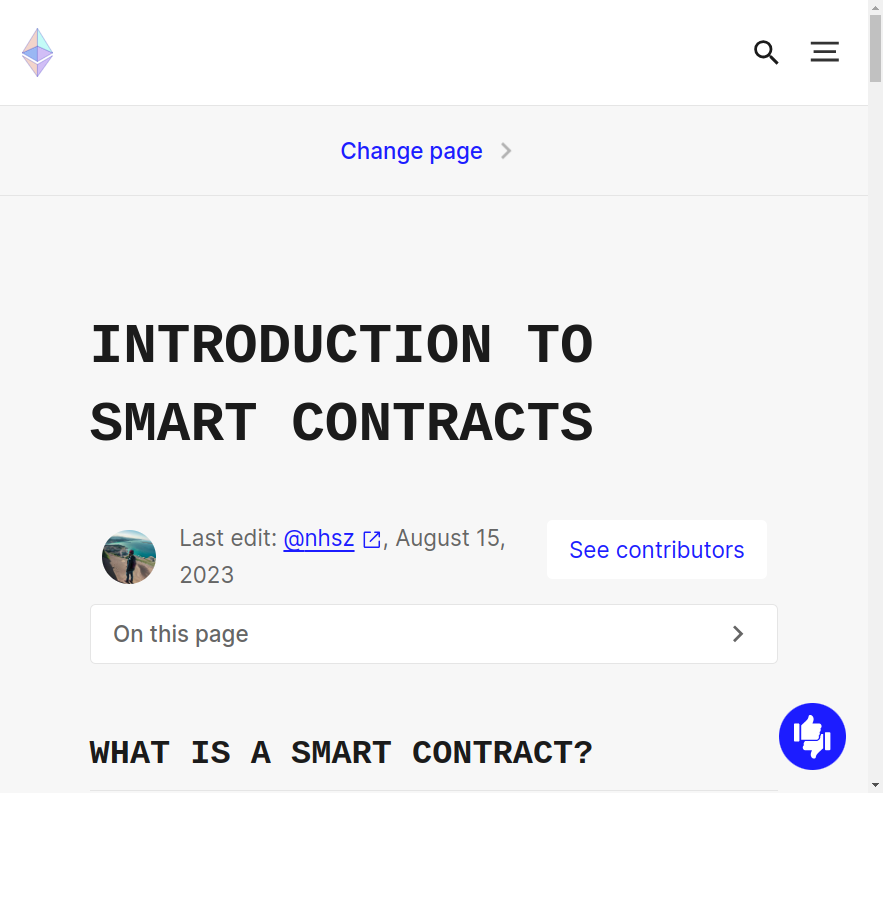 Change page
INTRODUCTION TO
SMART CONTRACTS
Last edit: @nhsz, August 15,
2023
See contributors
On this page
WHAT IS A SMART CONTRACT?